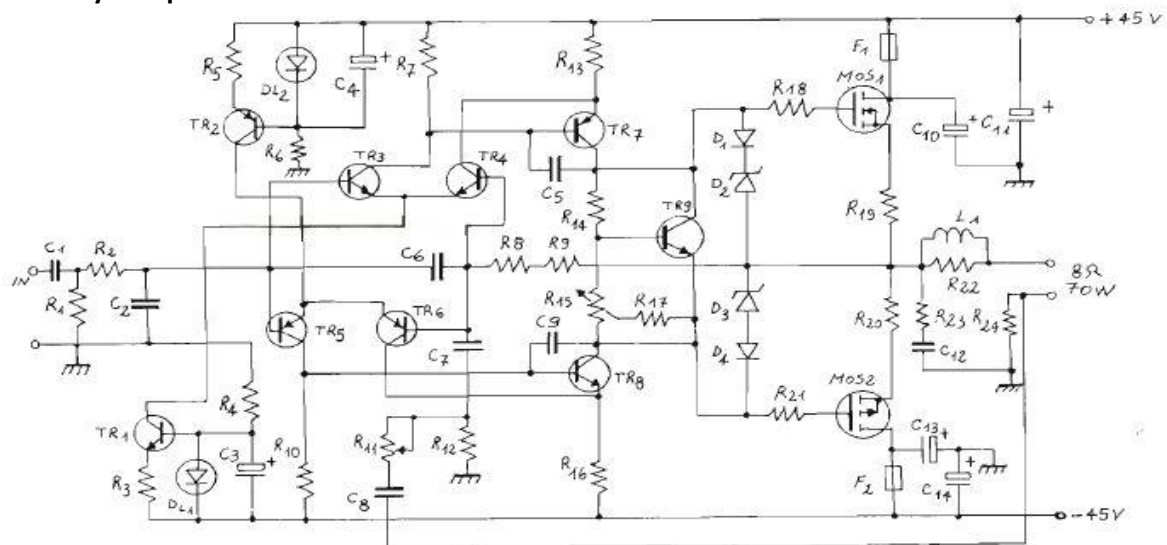 +45V
R5
DL2
C4
+
R7
R13
F1
MOS1
TR2
R6
TR3
TR4
TR7
C5
R18
D1
D2
C10
+
C11
+
R14
TR9
R19
L1
C1
R2
IN
R1
C2
C6
R8
R9
R22
8Ω
70W
TR5
TR6
C7
C9
R15
R17
D3
D4
R20
R23
C12
R24
TR8
R21
MOS2
TR1
R4
C3
+
R10
R11
R12
R16
C13
+
C14
+
R3
DL1
C8
F2
-45V